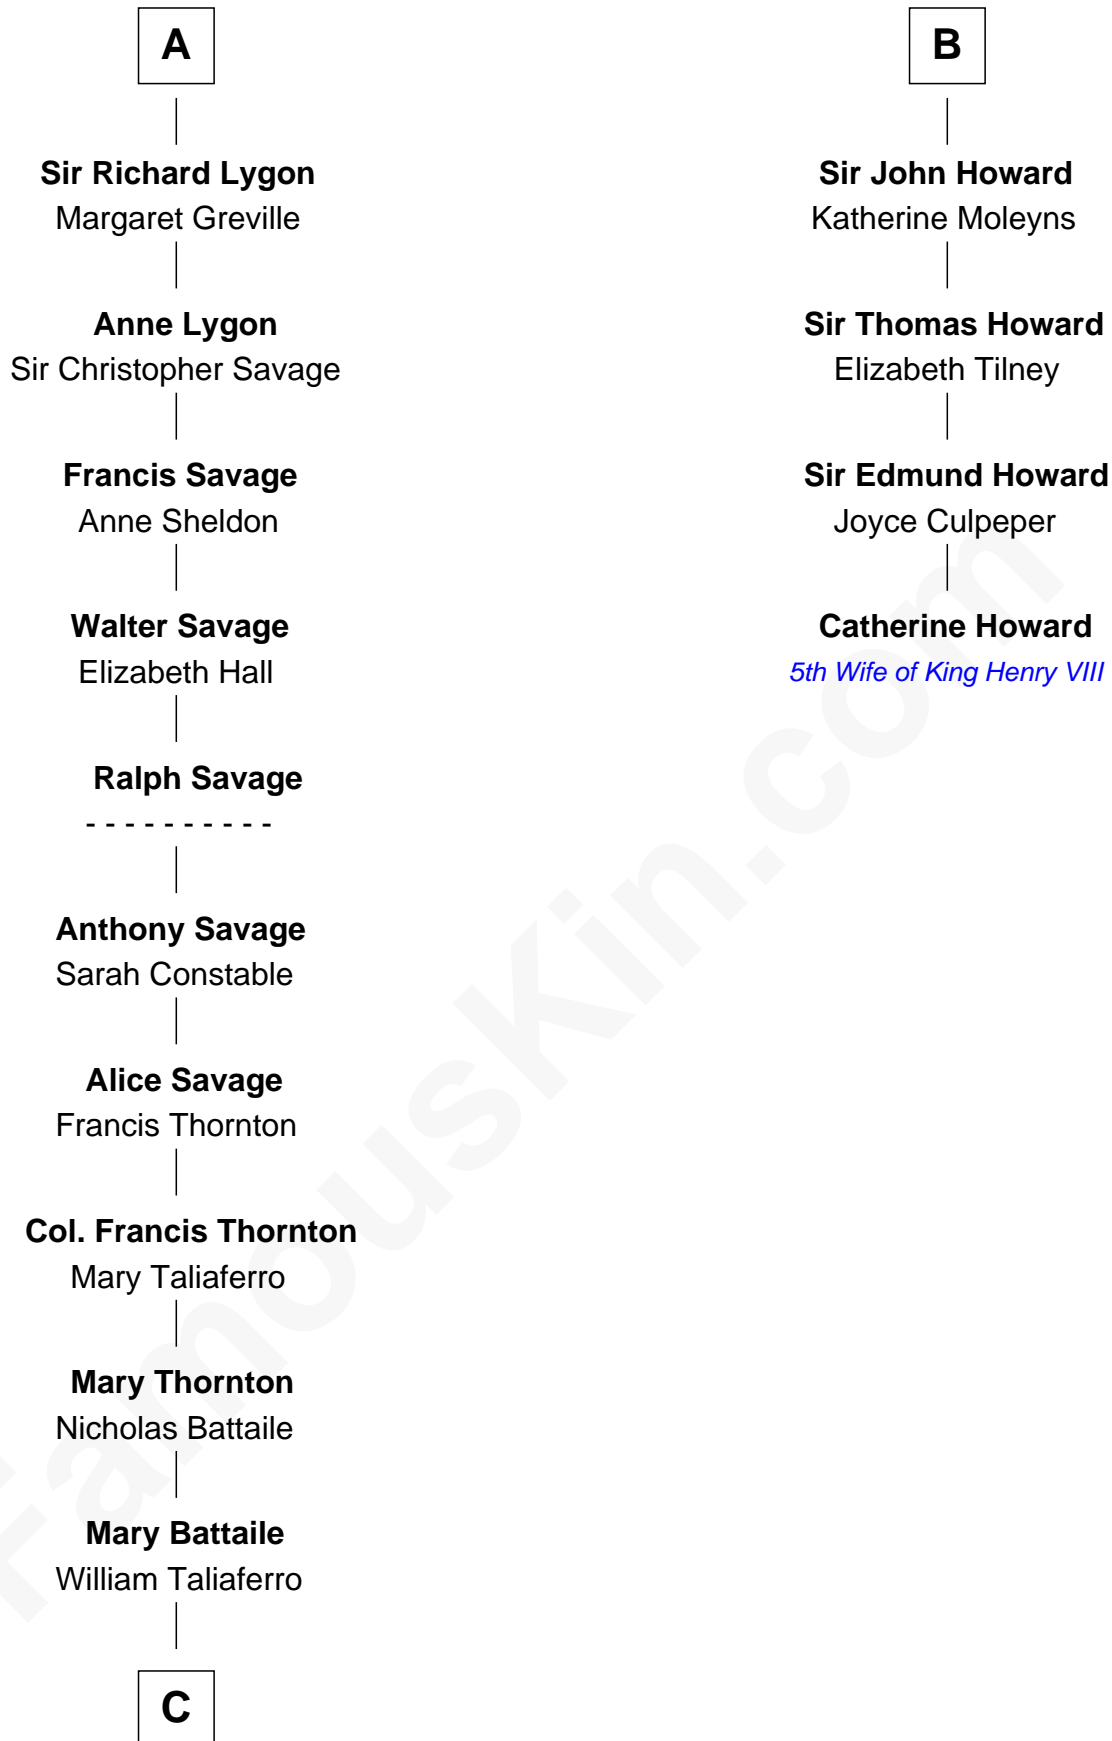 A
Sir Richard Lygon
Margaret Greville
Anne Lygon
Sir Christopher Savage
Francis Savage
Anne Sheldon
Walter Savage
Elizabeth Hall
Ralph Savage
- - - - - - - - - -
Anthony Savage
Sarah Constable
Alice Savage
Francis Thornton
Col. Francis Thornton
Mary Taliaferro
Mary Thornton
Nicholas Battaile
Mary Battaile
William Taliaferro
C
B
Sir John Howard
Katherine Moleyns
Sir Thomas Howard
Elizabeth Tilney
Sir Edmund Howard
Joyce Culpeper
Catherine Howard
5th Wife of King Henry VIII
FamousKin.com